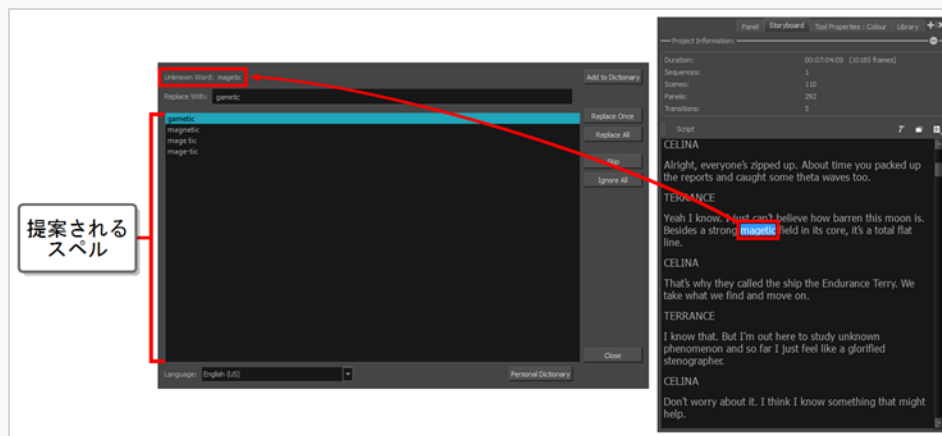 Unknown Word: magetic
Add to Dictionary
Replace With: gametic
gametic
magnetic
mage tic
mage-tic
Replace Once
Replace All
Skip
Ignore All
Close
Language: English (US)
Personal Dictionary
提案される
スペル
Panel Storyboard Tool Properties : Colour Library
Project Information:
Duration: 00:07:04:09 (10185 frames)
Sequences: 1
Scenes: 110
Panels: 292
Transitions: 5
Script
CELINA
Alright, everyone's zipped up. About time you packed up
the reports and caught some theta waves too.
TERRANCE
Yeah I know. I just can't believe how barren this moon is.
Besides a strong magetic field in its core, it's a total flat
line.
CELINA
That's why they called the ship the Endurance Terry. We
take what we find and move on.
TERRANCE
I know that. But I'm out here to study unknown
phenomenon and so far I just feel like a glorified
stenographer.
CELINA
Don't worry about it. I think I know something that might
help.